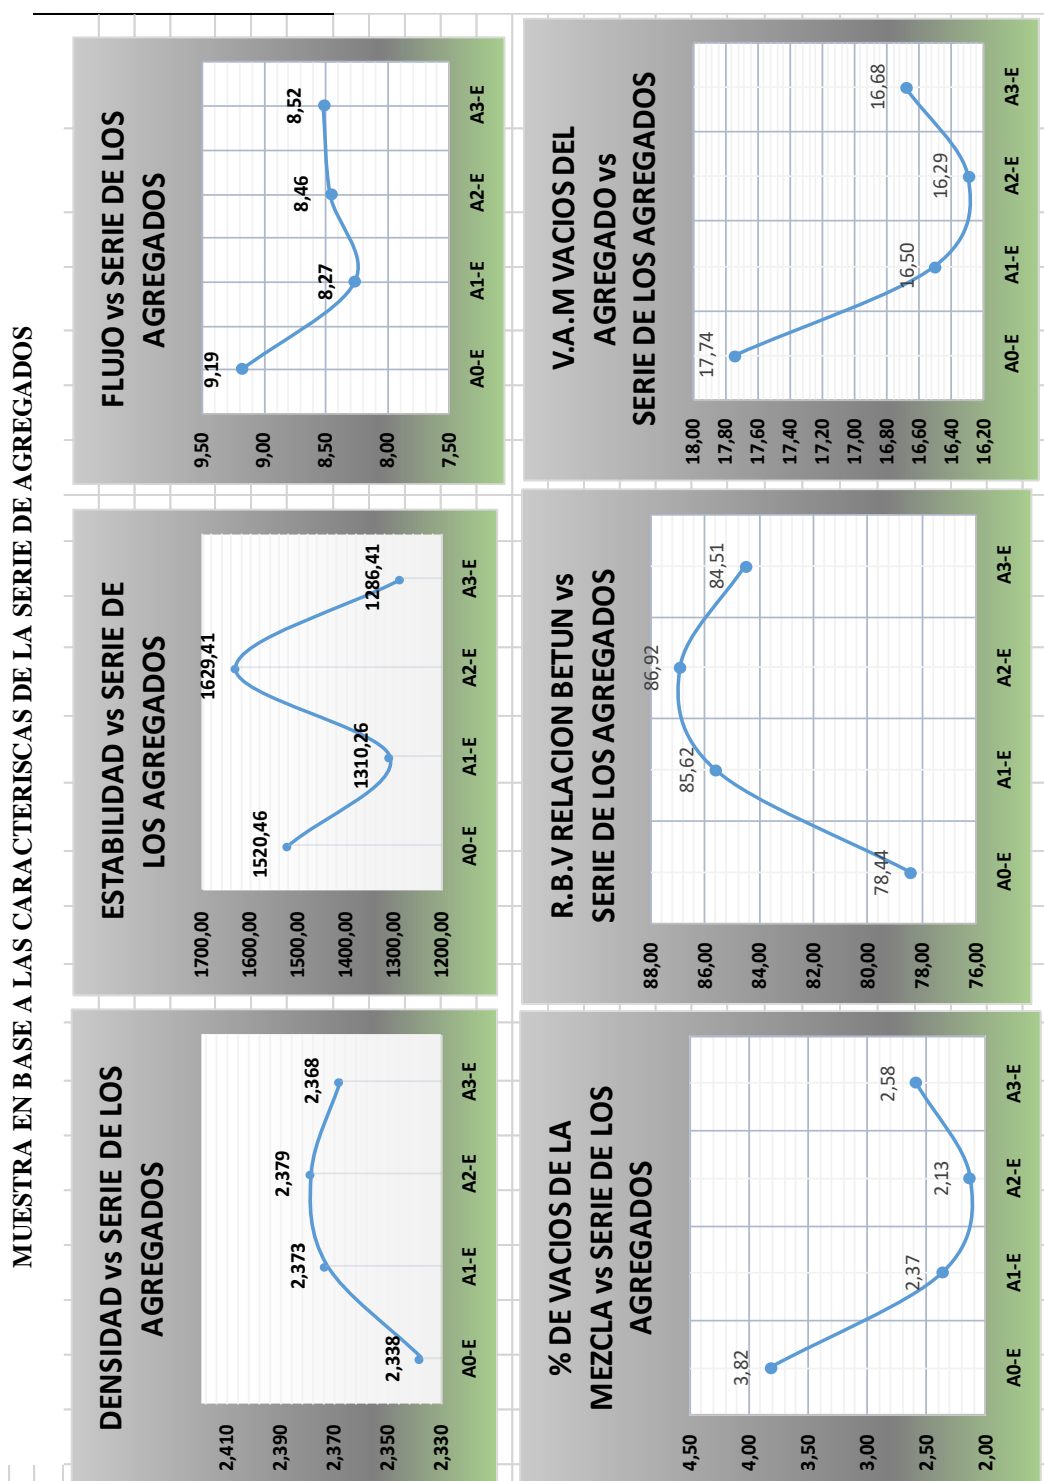 MUESTRA EN BASE A LAS CARACTERISCAS DE LA SERIE DE AGREGADOS
DENSIDAD vs SERIE DE LOS
AGREGADOS
2,410
2,390
2,370
2,350
2,330
2,338
2,373
2,379
2,368
A0-E
A1-E
A2-E
A3-E
ESTABILIDAD vs SERIE DE
LOS AGREGADOS
1700,00
1600,00
1500,00
1400,00
1300,00
1200,00
1520,46
1310,26
1629,41
1286,41
A0-E
A1-E
A2-E
A3-E
FLUJO vs SERIE DE LOS
AGREGADOS
9,50
9,00
8,50
8,00
7,50
9,19
8,27
8,46
8,52
A0-E
A1-E
A2-E
A3-E
% DE VACIOS DE LA
MEZCLA vs SERIE DE LOS
AGREGADOS
4,50
4,00
3,50
3,00
2,50
2,00
3,82
2,37
2,13
2,58
A0-E
A1-E
A2-E
A3-E
R.B.V RELACION BETUN vs
SERIE DE LOS AGREGADOS
88,00
86,00
84,00
82,00
80,00
78,00
76,00
78,44
85,62
86,92
84,51
A0-E
A1-E
A2-E
A3-E
V.A.M VACIOS DEL
AGREGADO vs
SERIE DE LOS AGREGADOS
18,00
17,80
17,60
17,40
17,20
17,00
16,80
16,60
16,40
16,20
17,74
16,50
16,29
16,68
A0-E
A1-E
A2-E
A3-E